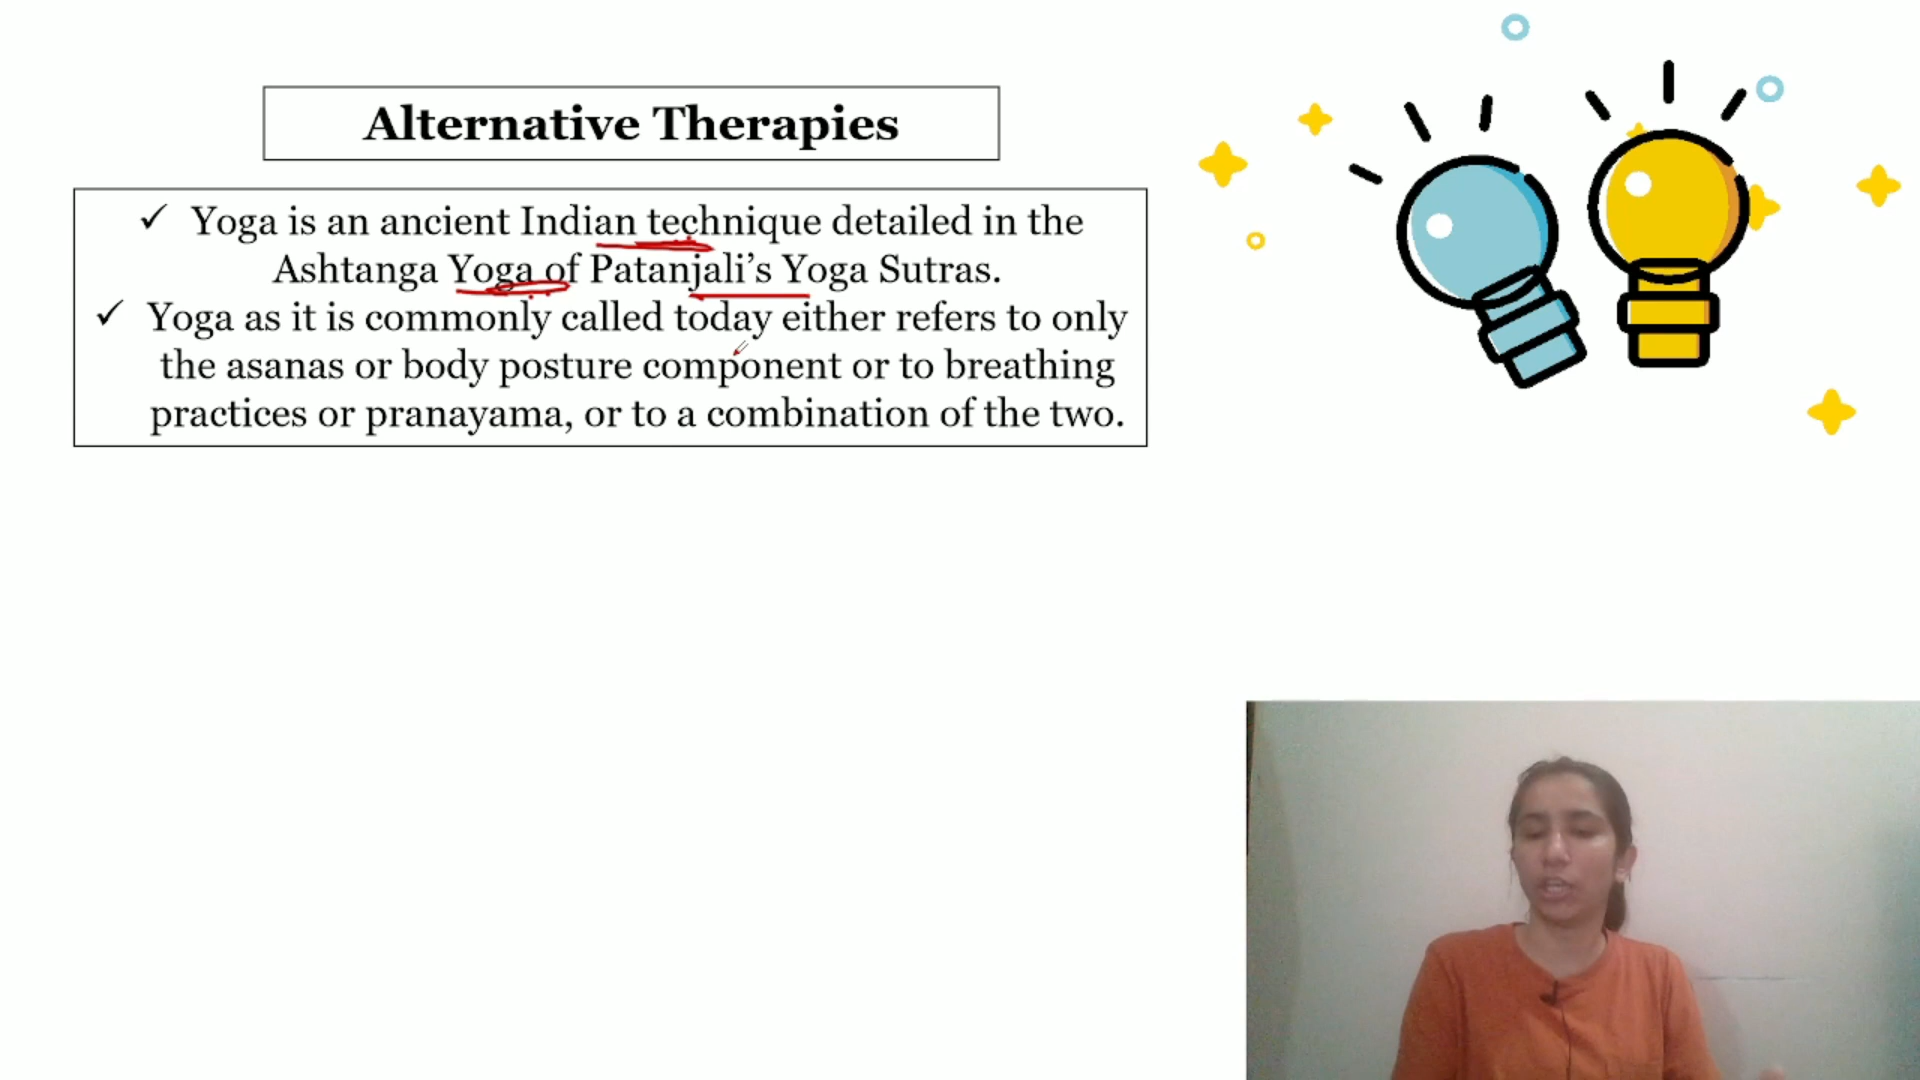 Alternative Therapies
✓ Yoga is an ancient Indian technique detailed in the
Ashtanga Yoga of Patanjali’s Yoga Sutras.
✓ Yoga as it is commonly called today either refers to only
the asanas or body posture component or to breathing
practices or pranayama, or to a combination of the two.